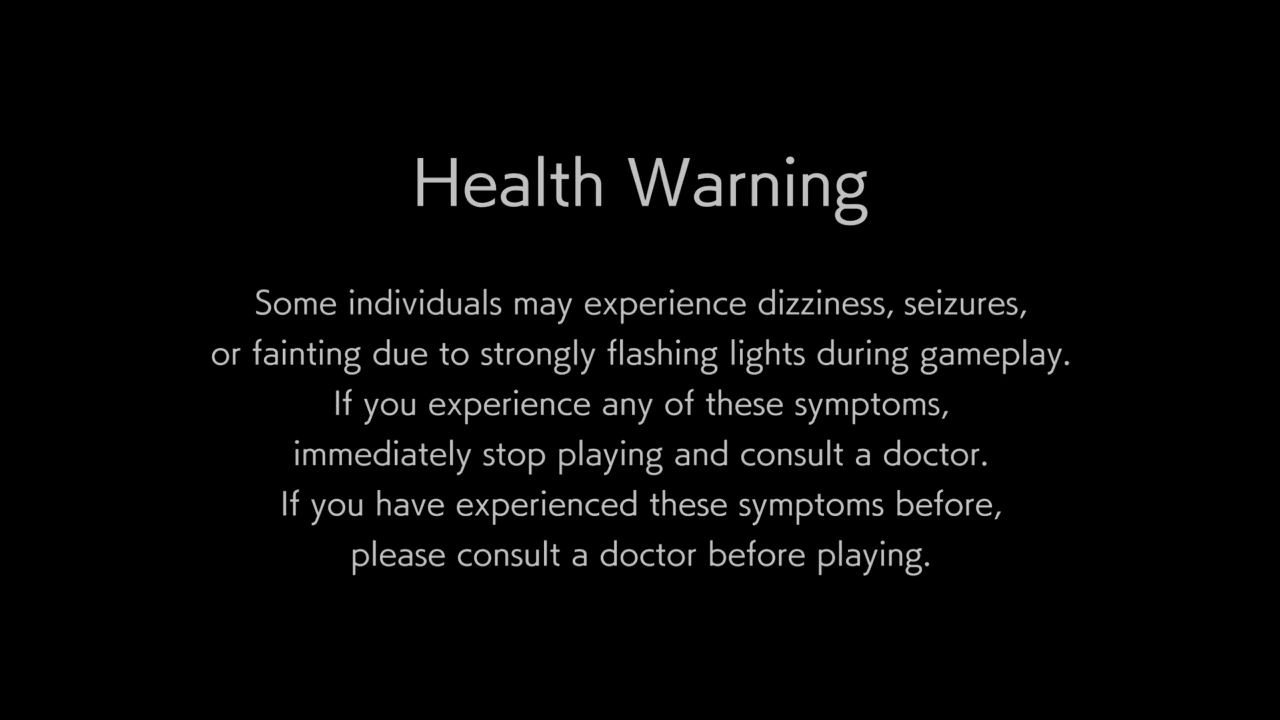 Health Warning
Some individuals may experience dizziness, seizures,
or fainting due to strongly flashing lights during gameplay.
If you experience any of these symptoms,
immediately stop playing and consult a doctor.
If you have experienced these symptoms before,
please consult a doctor before playing.